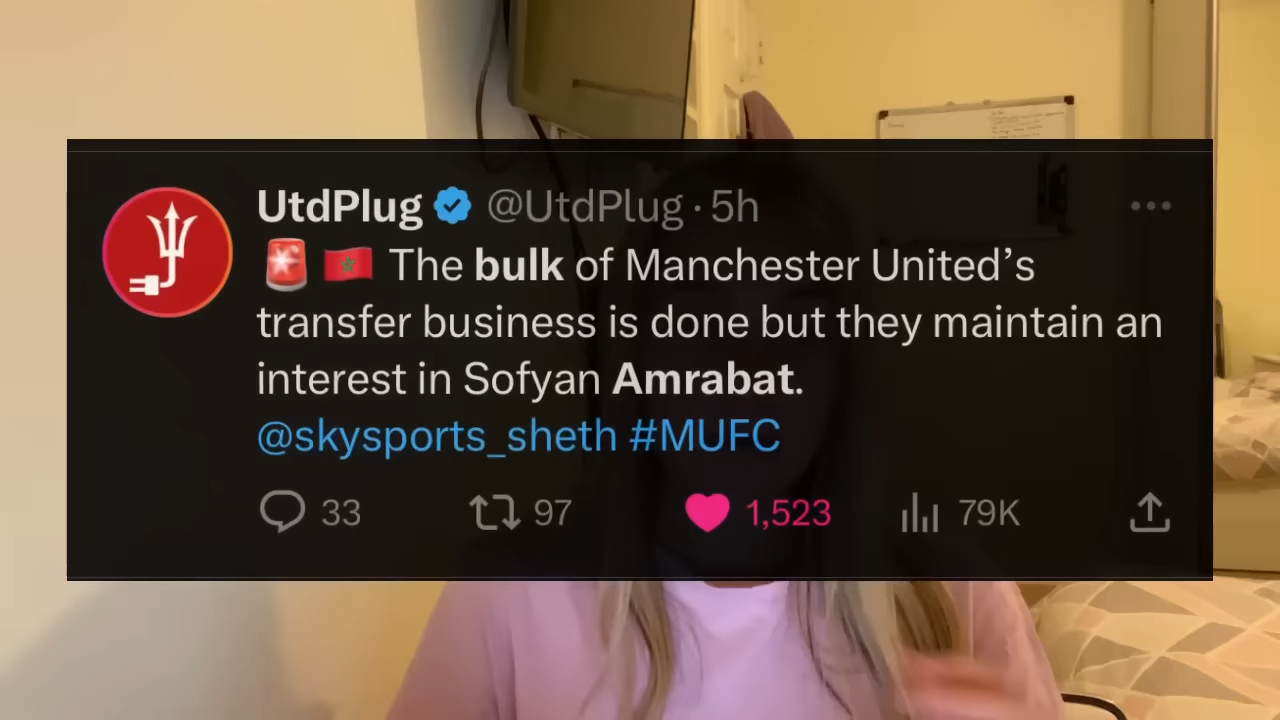 UtdPlug @UtdPlug · 5h
🚨 🇲🇦 The bulk of Manchester United’s
transfer business is done but they maintain an
interest in Sofyan Amrabat.
@skysports_sheth #MUFC
33 97 1,523 79K